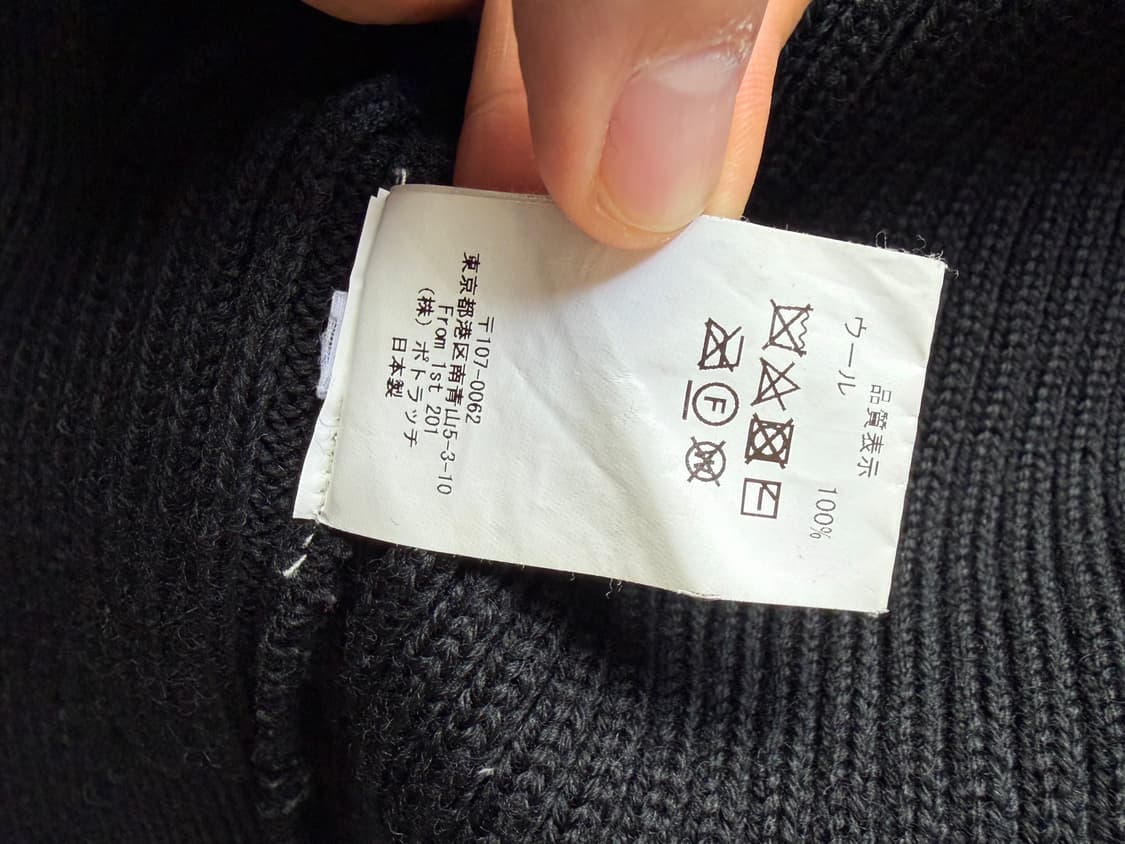 品質表示
ウール 100%
F
W
〒107-0062
東京都港区南青山5-3-10
From 1st 201
(株) ポトラッチ
日本製